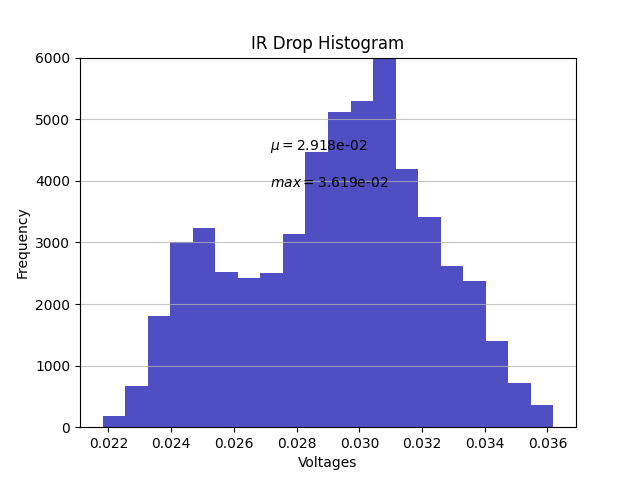 IR Drop Histogram
6000
5000
4000
3000
2000
1000
0
Frequency
μ = 2.918e-02
max = 3.619e-02
0.022 0.024 0.026 0.028 0.030 0.032 0.034 0.036
Voltages